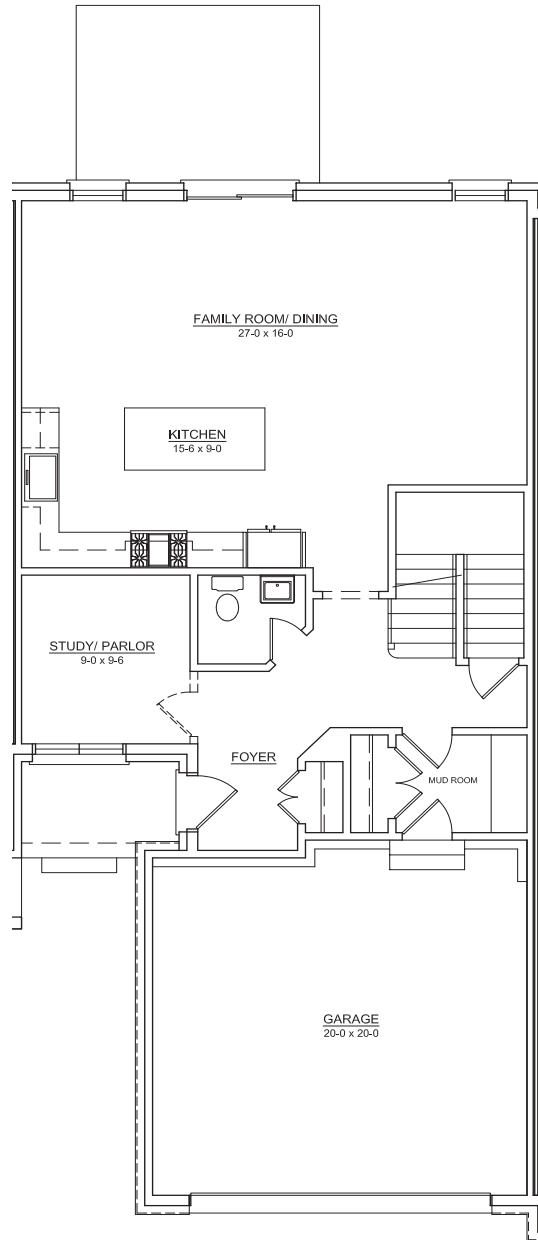 FAMILY ROOM/ DINING
27-0 x 16-0
KITCHEN
15-6 x 9-0
STUDY/ PARLOR
9-0 x 9-6
FOYER
MUD ROOM
GARAGE
20-0 x 20-0